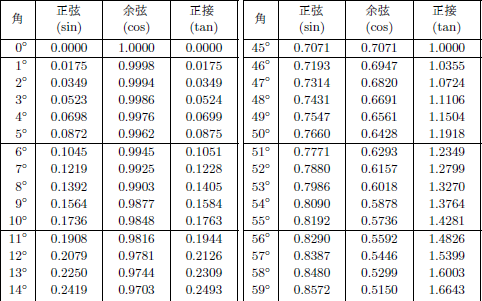 角 正弦 余弦 正接 角 正弦 余弦 正接
(sin) (cos) (tan) (sin) (cos) (tan)
0° 0.0000 1.0000 0.0000 45° 0.7071 0.7071 1.0000
1° 0.0175 0.9998 0.0175 46° 0.7193 0.6947 1.0355
2° 0.0349 0.9994 0.0349 47° 0.7314 0.6820 1.0724
3° 0.0523 0.9986 0.0524 48° 0.7431 0.6691 1.1106
4° 0.0698 0.9976 0.0699 49° 0.7547 0.6561 1.1504
5° 0.0872 0.9962 0.0875 50° 0.7660 0.6428 1.1918
6° 0.1045 0.9945 0.1051 51° 0.7771 0.6293 1.2349
7° 0.1219 0.9925 0.1228 52° 0.7880 0.6157 1.2799
8° 0.1392 0.9903 0.1405 53° 0.7986 0.6018 1.3270
9° 0.1564 0.9877 0.1584 54° 0.8090 0.5878 1.3764
10° 0.1736 0.9848 0.1763 55° 0.8192 0.5736 1.4281
11° 0.1908 0.9816 0.1944 56° 0.8290 0.5592 1.4826
12° 0.2079 0.9781 0.2126 57° 0.8387 0.5446 1.5399
13° 0.2250 0.9744 0.2309 58° 0.8480 0.5299 1.6003
14° 0.2419 0.9703 0.2493 59° 0.8572 0.5150 1.6643